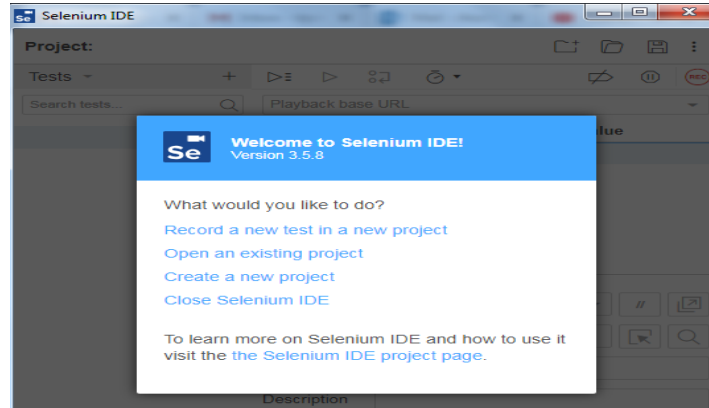 Se Selenium IDE
Project:
Tests
Search tests...
Playback base URL
REC
lue
Se
Welcome to Selenium IDE!
Version 3.5.8
What would you like to do?
Record a new test in a new project
Open an existing project
Create a new project
Close Selenium IDE
//
To learn more on Selenium IDE and how to use it
visit the the Selenium IDE project page.
Description